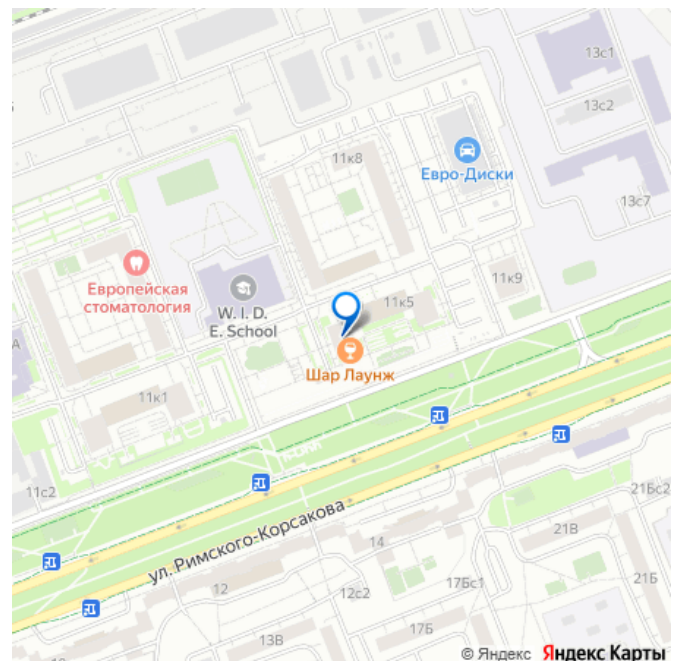 13с1
13с2
11к8
Евро-Диски
13с7
Европейская
стоматология
W. I. D.
E. School
11к9
11к5
Шар Лаунж
11к1
11с2
ул. Римского-Корсакова
14
12
12с2
13В
17Бс1
17Б
21В
21Бс2
21Б
© Яндекс Яндекс Карты